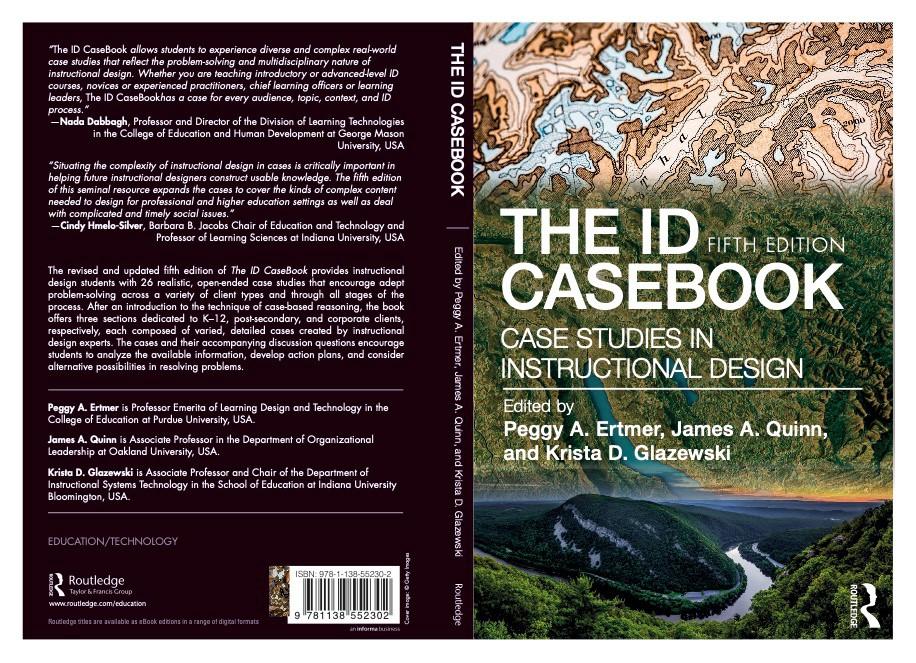 “The ID CaseBook allows students to experience diverse and complex real-world
case studies that reflect the problem-solving and multidisciplinary nature of
instructional design. Whether you are teaching introductory or advanced-level ID
courses, novices or experienced practitioners, chief learning officers or learning
leaders, The ID CaseBookhas a case for every audience, topic, context, and ID
process.”
—Nada Dabbagh, Professor and Director of the Division of Learning Technologies
in the College of Education and Human Development at George Mason
University, USA
“Situating the complexity of instructional design in cases is critically important in
helping future instructional designers construct usable knowledge. The fifth edition
of this seminal resource expands the cases to cover the kinds of complex content
needed to design for professional and higher education settings as well as deal
with complicated and timely social issues.”
—Cindy Hmelo-Silver, Barbara B. Jacobs Chair of Education and Technology and
Professor of Learning Sciences at Indiana University, USA
The revised and updated fifth edition of The ID CaseBook provides instructional
design students with 26 realistic, open-ended case studies that encourage adept
problem-solving across a variety of client types and through all stages of the
process. After an introduction to the technique of case-based reasoning, the book
offers three sections dedicated to K–12, post-secondary, and corporate clients,
respectively, each composed of varied, detailed cases created by instructional
design experts. The cases and their accompanying discussion questions encourage
students to analyze the available information, develop action plans, and consider
alternative possibilities in resolving problems.
Peggy A. Ertmer is Professor Emerita of Learning Design and Technology in the
College of Education at Purdue University, USA.
James A. Quinn is Associate Professor in the Department of Organizational
Leadership at Oakland University, USA.
Krista D. Glazewski is Associate Professor and Chair of the Department of
Instructional Systems Technology in the School of Education at Indiana University
Bloomington, USA.
EDUCATION/TECHNOLOGY
ROUTLEDGE
Routledge
Taylor & Francis Group
www.routledge.com/education
Routledge titles are available as eBook editions in a range of digital formats
ISBN: 978-1-138-55230-2
9 781138 552302
an informa business
Cover image: © Getty Images
THE ID CASEBOOK
Edited by Peggy A. Ertmer, James A. Quinn, and Krista D. Glazewski
Routledge
3000
2000
t h a l
THE ID FIFTH EDITION
CASEBOOK
CASE STUDIES IN
INSTRUCTIONAL DESIGN
Edited by
Peggy A. Ertmer, James A. Quinn,
and Krista D. Glazewski
ROUTLEDGE